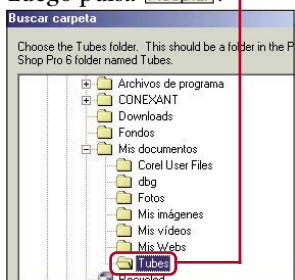 Luego pulsa Aceptar.
Buscar carpeta
Choose the Tubes folder. This should be a folder in the P
Shop Pro 6 folder named Tubes.
Archivos de programa
CONEXANT
Downloads
Fondos
Mis documentos
Corel User Files
dbg
Fotos
Mis imágenes
Mis vídeos
Mis Webs
Tubes
Recycled